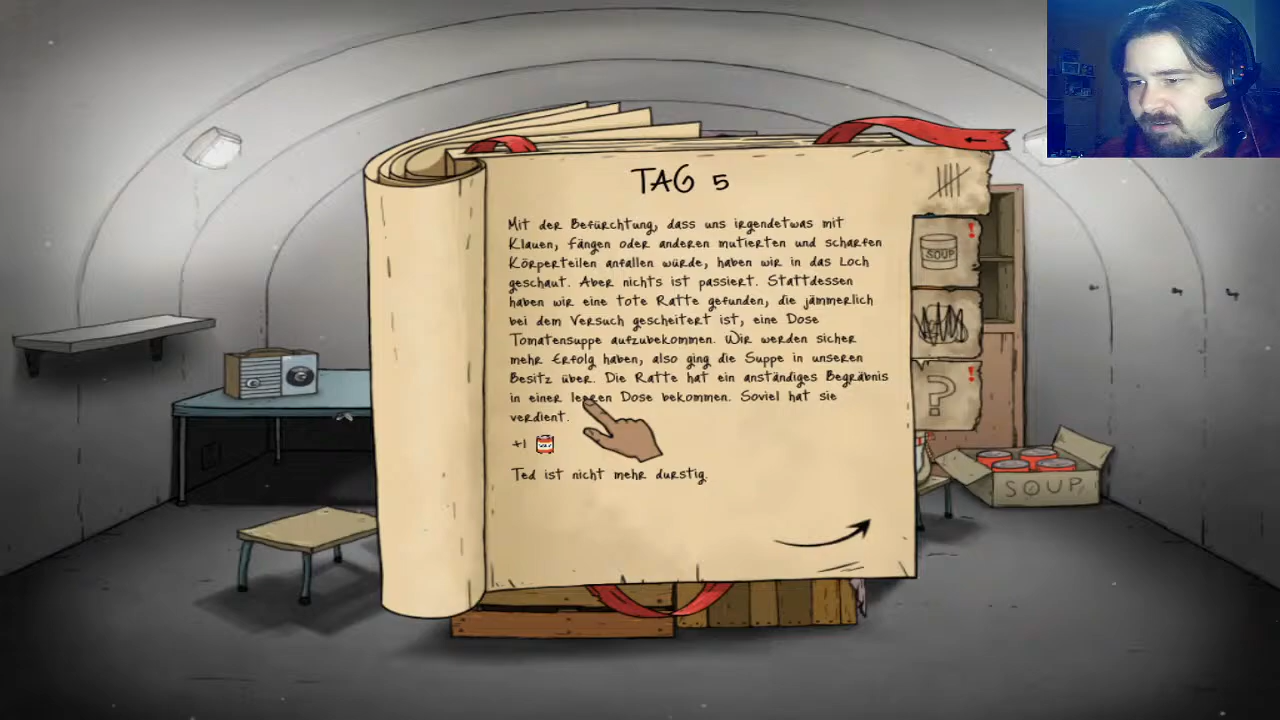 TAG 5
Mit der Befürchtung, dass uns irgendetwas mit
Klauen, Fängen oder anderen mutierten und scharfen
Körperteilen anfallen würde, haben wir in das Loch
geschaut. Aber nichts ist passiert. Stattdessen
haben wir eine tote Ratte gefunden, die jämmerlich
bei dem Versuch gescheitert ist, eine Dose
Tomatensuppe aufzubekommen. Wir werden sicher
mehr Erfolg haben, also ging die Suppe in unseren
Besitz über. Die Ratte hat ein anständiges Begräbnis
in einer leeren Dose bekommen. Soviel hat sie
verdient.
+1
Ted ist nicht mehr durstig.
!
SOUP
!
?
SOUP